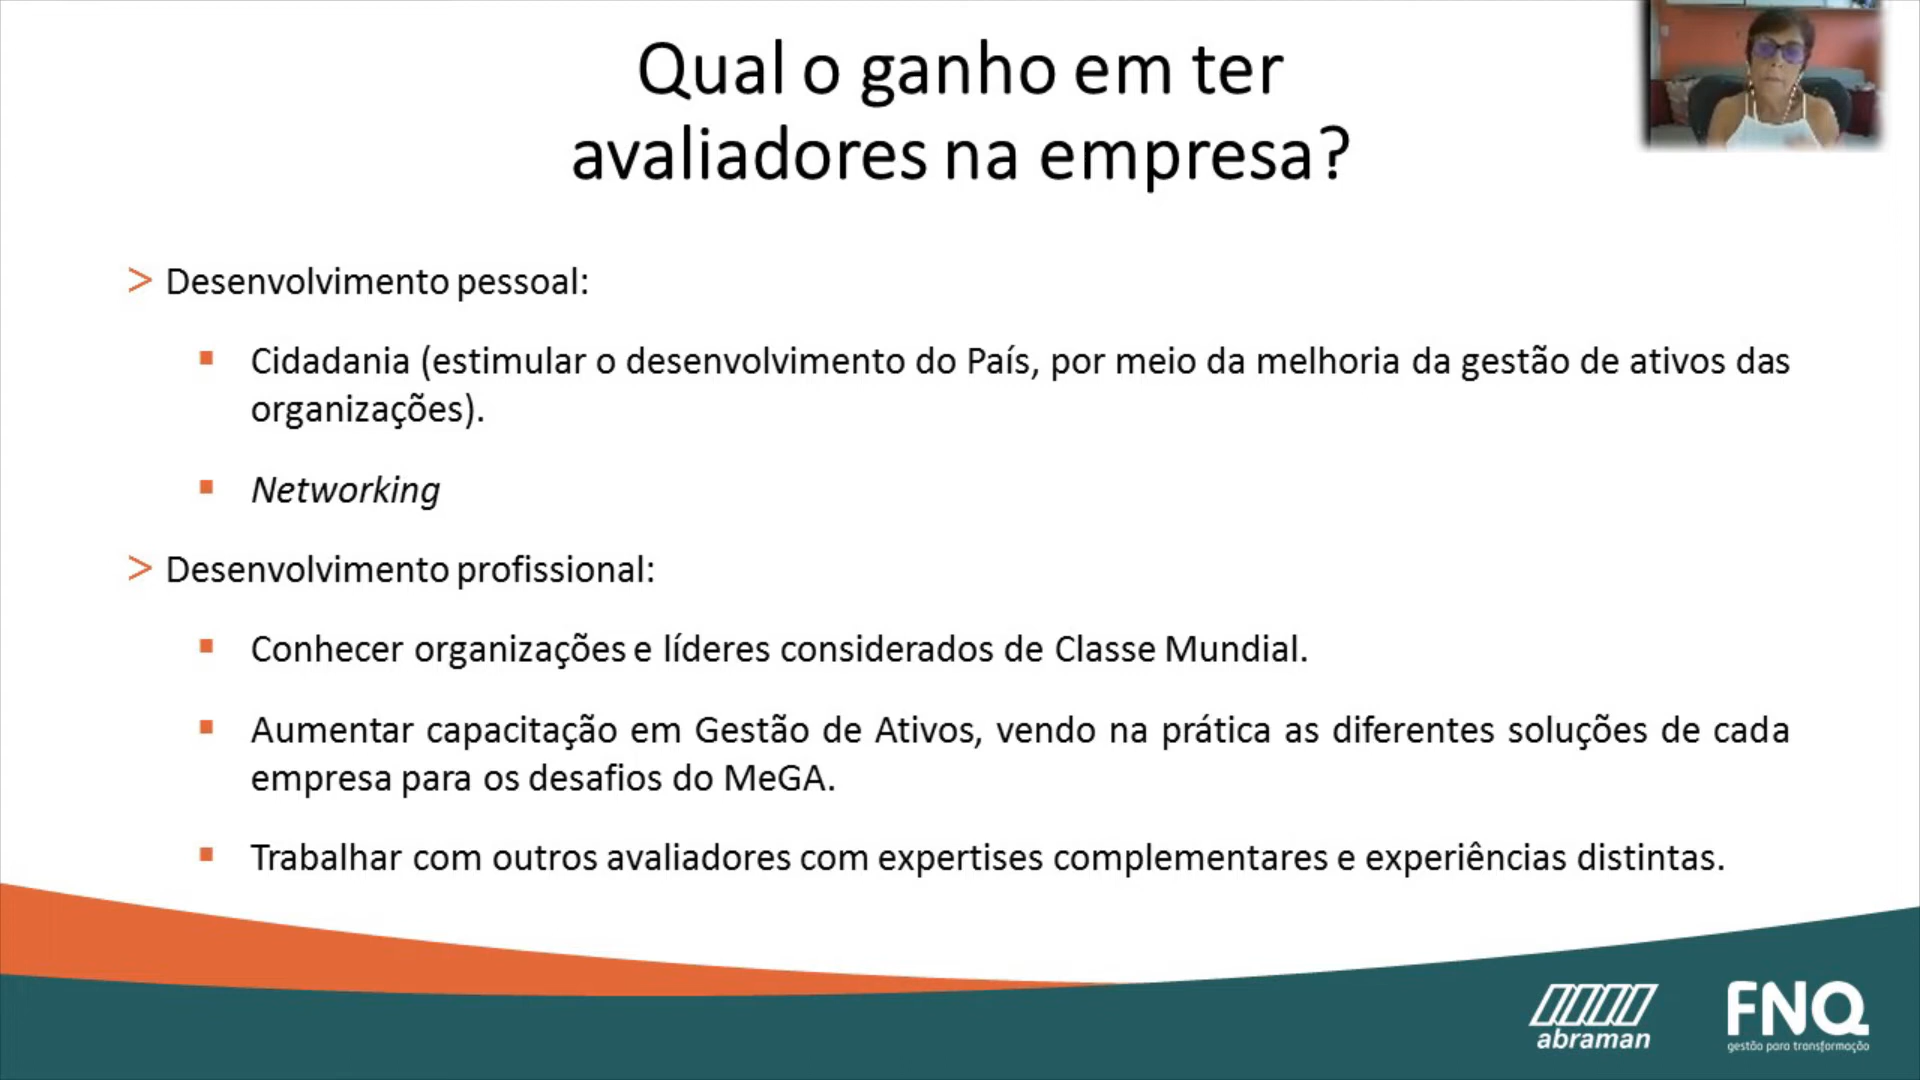 Qual o ganho em ter
avaliadores na empresa?
> Desenvolvimento pessoal:
▪ Cidadania (estimular o desenvolvimento do País, por meio da melhoria da gestão de ativos das
organizações).
▪ Networking
> Desenvolvimento profissional:
▪ Conhecer organizações e líderes considerados de Classe Mundial.
▪ Aumentar capacitação em Gestão de Ativos, vendo na prática as diferentes soluções de cada
empresa para os desafios do MeGA.
▪ Trabalhar com outros avaliadores com expertises complementares e experiências distintas.
abraman
FNQ
gestão para transformação